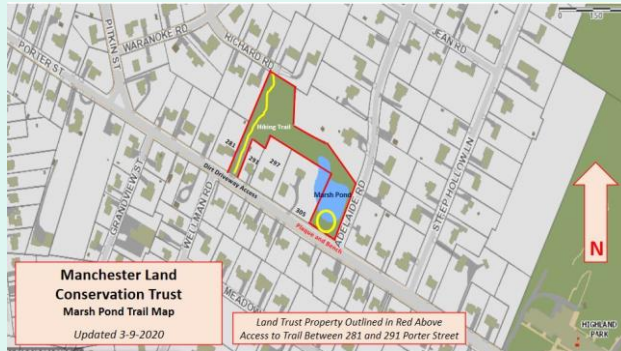 0 150
WARANOKE RD
PITKIN ST
RICHARD RD
JEAN RD
PORTER ST
Hiking Trail
281
291
297
Dirt Driveway Access
Marsh Pond
305
Plaque and Bench
ADELAIDE RD
STEEP HOLLOW LN
GRANDVIEW ST
WELLMAN RD
N
Manchester Land
Conservation Trust
Marsh Pond Trail Map
Updated 3-9-2020
MEADOW
Land Trust Property Outlined in Red Above
Access to Trail Between 281 and 291 Porter Street
HIGHLAND
PARK